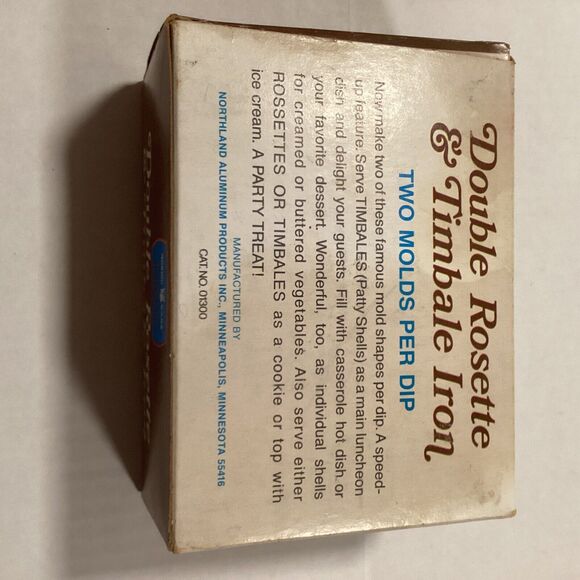 Double Rosette
& Timbale Iron
TWO MOLDS PER DIP
Now make two of these famous mold shapes per dip. A speed-
up feature. Serve TIMBALES (Patty Shells) as a main luncheon
dish and delight your guests. Fill with casserole hot dish or
your favorite dessert. Wonderful, too, as individual shells
for creamed or buttered vegetables. Also serve either
ROSSETTES OR TIMBALES as a cookie or top with
ice cream. A PARTY TREAT!
MANUFACTURED BY
NORTHLAND ALUMINUM PRODUCTS INC., MINNEAPOLIS, MINNESOTA 55416
CAT. NO. 01300
Double Rosette